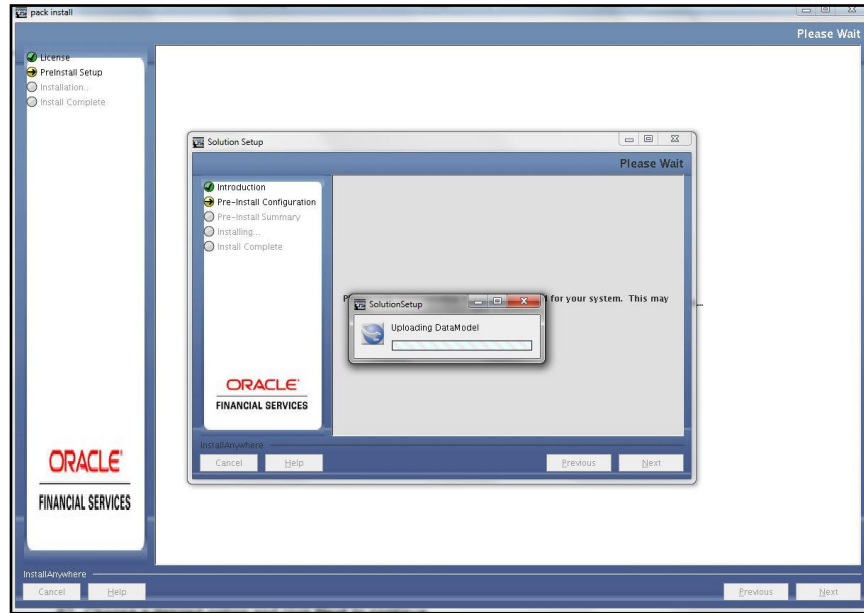 pack install
Please Wait
License
PreInstall Setup
Installation..
Install Complete
Solution Setup
Please Wait
Introduction
Pre-Install Configuration
Pre-Install Summary
Installing...
Install Complete
for your system. This may
...
SolutionSetup
Uploading DataModel
ORACLE
FINANCIAL SERVICES
InstallAnywhere
Cancel
Help
Previous
Next
ORACLE
FINANCIAL SERVICES
InstallAnywhere
Cancel
Help
Previous
Next